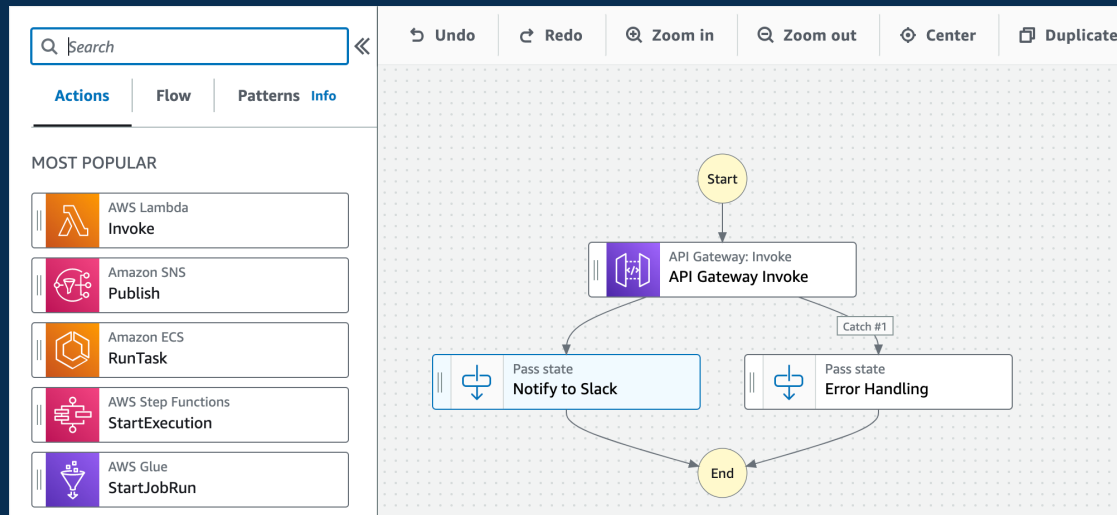 Search
Undo
Redo
Zoom in
Zoom out
Center
Duplicate
Actions
Flow
Patterns
Info
MOST POPULAR
AWS Lambda
Invoke
Amazon SNS
Publish
Amazon ECS
RunTask
AWS Step Functions
StartExecution
AWS Glue
StartJobRun
Start
API Gateway: Invoke
API Gateway Invoke
Catch #1
Pass state
Notify to Slack
Pass state
Error Handling
End